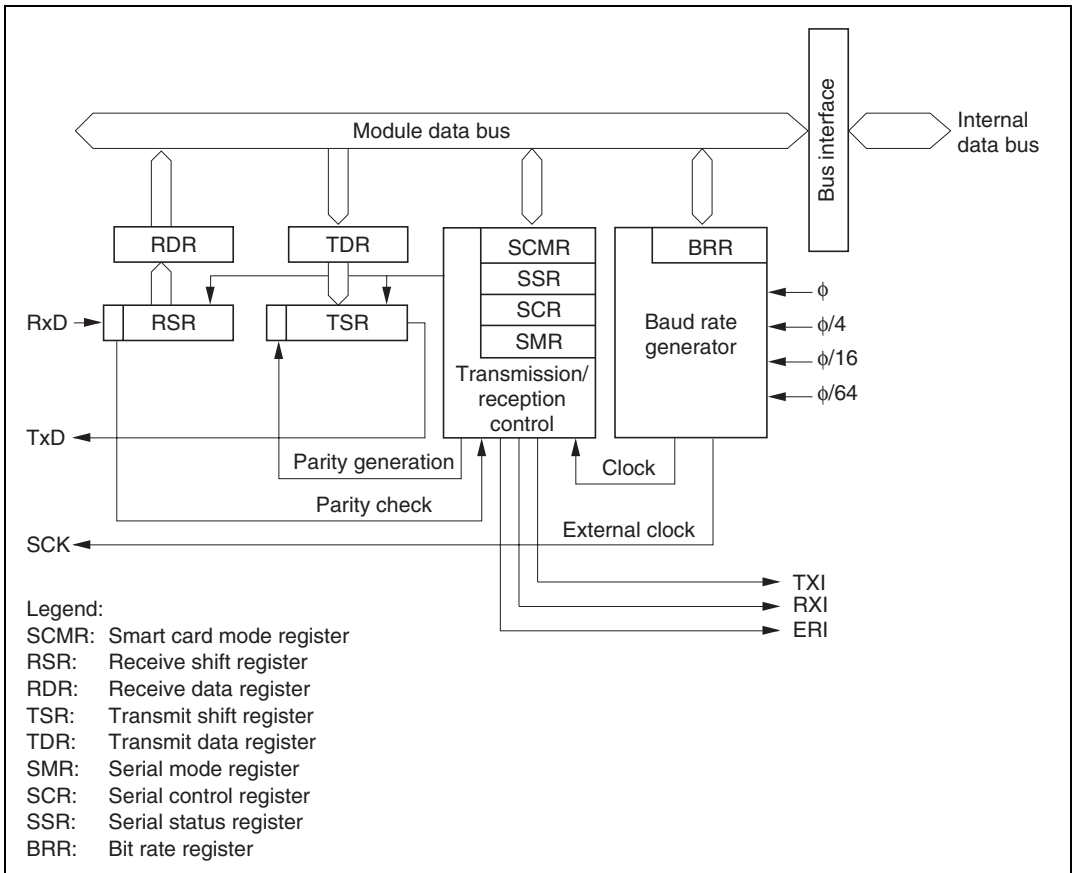 Module data bus
Bus interface
Internal
data bus
RDR
TDR
SCMR
BRR
SSR
φ
RxD
RSR
TSR
SCR
Baud rate
generator
φ/4
SMR
φ/16
Transmission/
reception
control
φ/64
TxD
Parity generation
Clock
Parity check
External clock
SCK
TXI
RXI
ERI
Legend:
SCMR: Smart card mode register
RSR: Receive shift register
RDR: Receive data register
TSR: Transmit shift register
TDR: Transmit data register
SMR: Serial mode register
SCR: Serial control register
SSR: Serial status register
BRR: Bit rate register